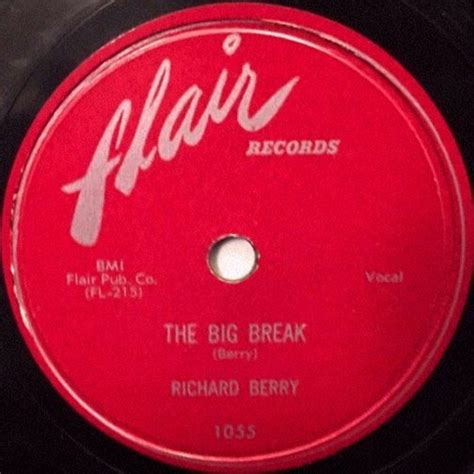 flair
RECORDS
BMI
Flair Pub. Co.
(FL-215)
Vocal
THE BIG BREAK
(Berry)
RICHARD BERRY
1055